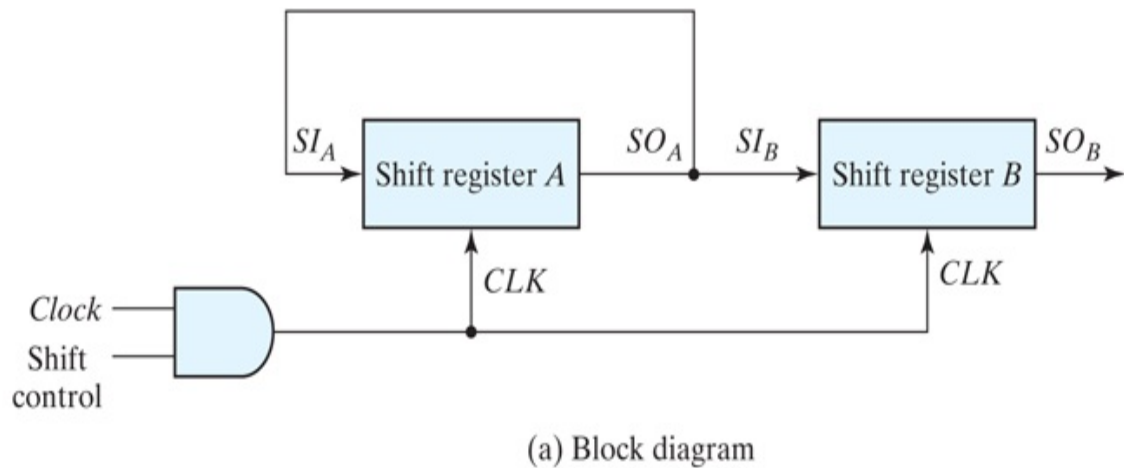 SI_A
Shift register A
SO_A
SI_B
Shift register B
SO_B
CLK
CLK
Clock
Shift
control
(a) Block diagram